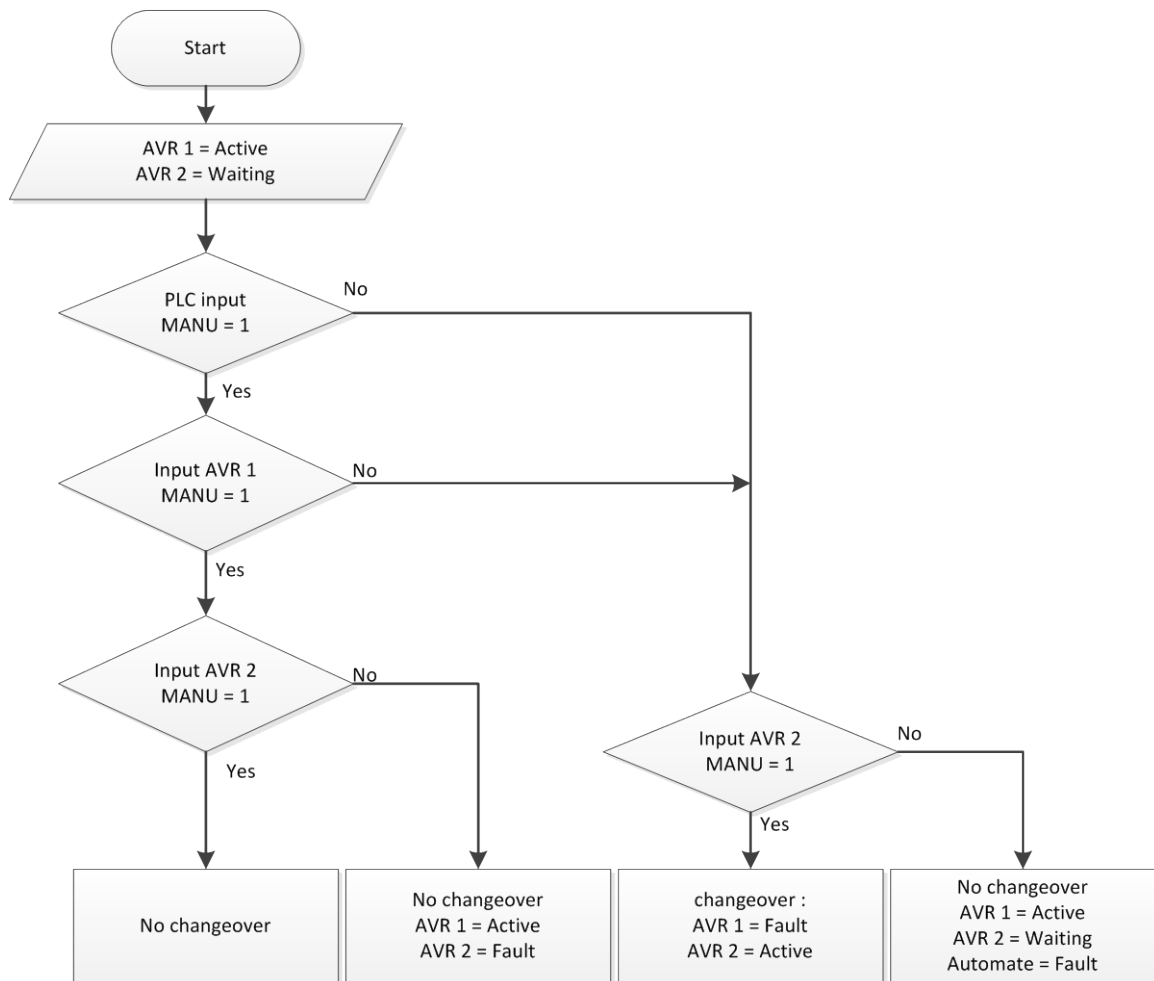 Start
AVR 1 = Active
AVR 2 = Waiting
PLC input
MANU = 1
No
Yes
Input AVR 1
MANU = 1
No
Yes
Input AVR 2
MANU = 1
No
Yes
Input AVR 2
MANU = 1
No
Yes
No changeover
No changeover
AVR 1 = Active
AVR 2 = Fault
changeover :
AVR 1 = Fault
AVR 2 = Active
No changeover
AVR 1 = Active
AVR 2 = Waiting
Automate = Fault